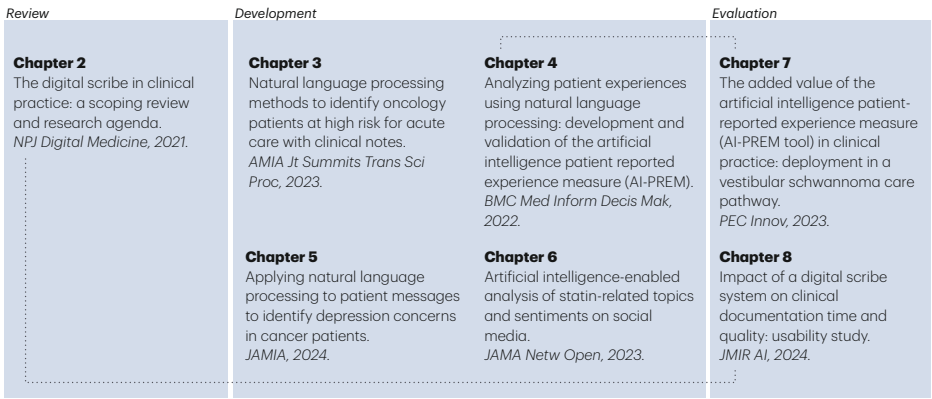 Review
Development
Evaluation
Chapter 2
The digital scribe in clinical
practice: a scoping review
and research agenda.
NPJ Digital Medicine, 2021.
Chapter 3
Natural language processing
methods to identify oncology
patients at high risk for acute
care with clinical notes.
AMIA Jt Summits Trans Sci
Proc, 2023.
Chapter 4
Analyzing patient experiences
using natural language
processing: development and
validation of the artificial
intelligence patient reported
experience measure (AI-PREM).
BMC Med Inform Decis Mak,
2022.
Chapter 7
The added value of the
artificial intelligence patient-
reported experience measure
(AI-PREM tool) in clinical
practice: deployment in a
vestibular schwannoma care
pathway.
PEC Innov, 2023.
Chapter 5
Applying natural language
processing to patient messages
to identify depression concerns
in cancer patients.
JAMIA, 2024.
Chapter 6
Artificial intelligence-enabled
analysis of statin-related topics
and sentiments on social
media.
JAMA Netw Open, 2023.
Chapter 8
Impact of a digital scribe
system on clinical
documentation time and
quality: usability study.
JMIR AI, 2024.